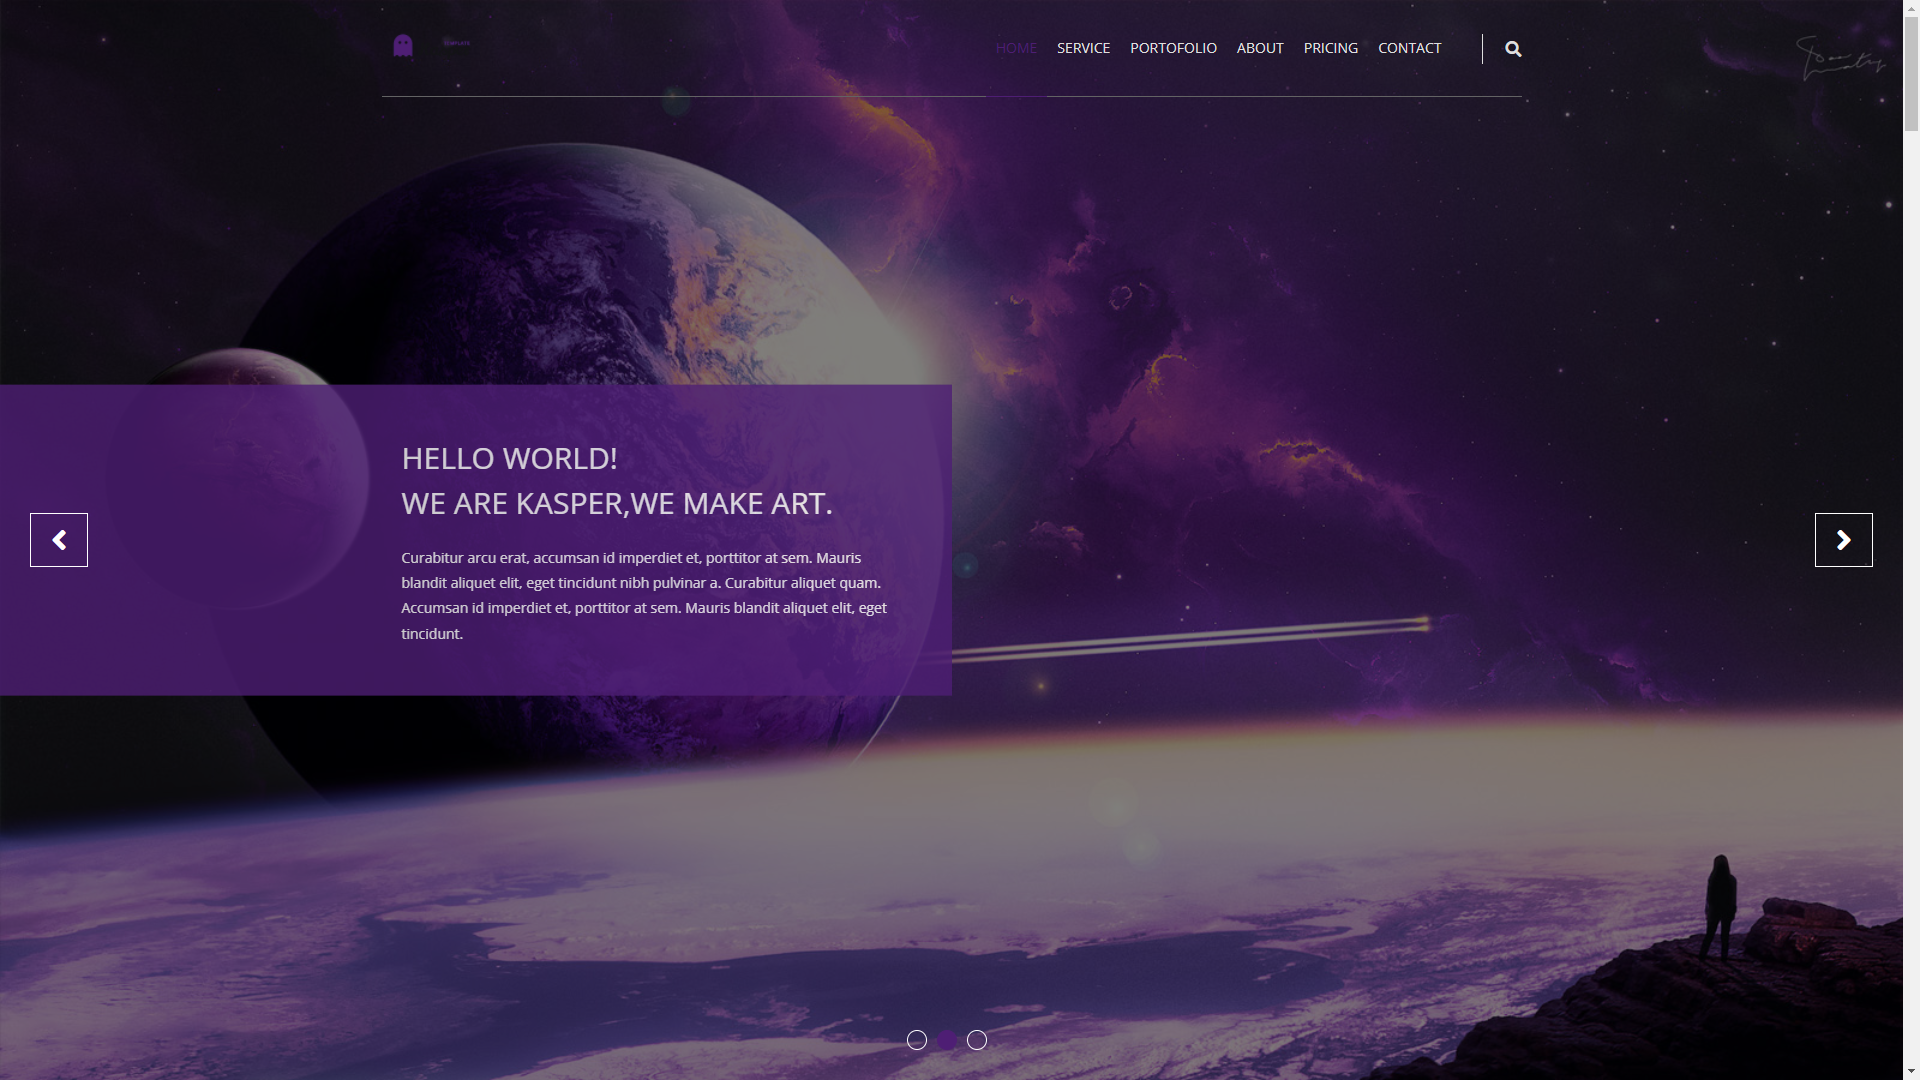 HOME SERVICE PORTOFOLIO ABOUT PRICING CONTACT
HELLO WORLD!
WE ARE KASPER,WE MAKE ART.
Curabitur arcu erat, accumsan id imperdiet et, porttitor at sem. Mauris
blandit aliquet elit, eget tincidunt nibh pulvinar a. Curabitur aliquet quam.
Accumsan id imperdiet et, porttitor at sem. Mauris blandit aliquet elit, eget
tincidunt.